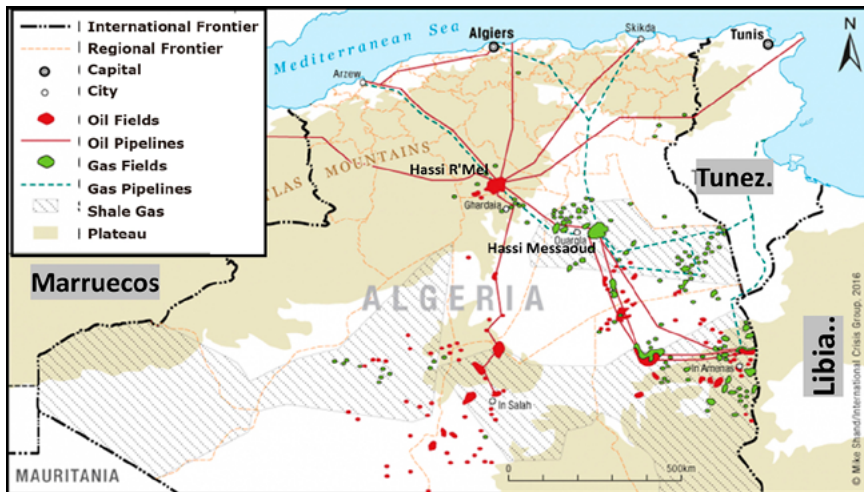 International Frontier
Regional Frontier
Capital
City
Oil Fields
Oil Pipelines
Gas Fields
Gas Pipelines
Shale Gas
Plateau
Mediterranean Sea
Algiers
Skikda
Tunis
N
Arzew
ATLAS MOUNTAINS
Hassi R'Mel
Tunez.
Ghardaia
Ouargla
Hassi Messaoud
Marruecos
ALGERIA
Libia..
In Amenas
In Salah
MAURITANIA
0
500km
© Mike Shand/International Crisis Group, 2016